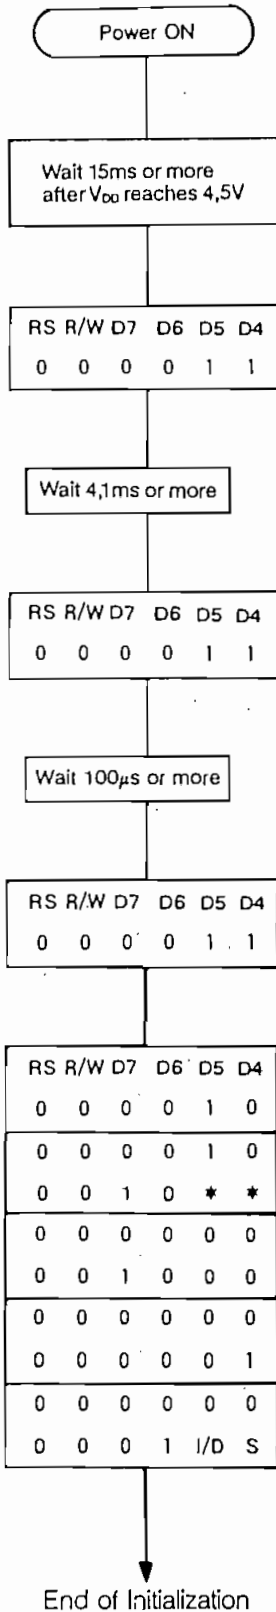 Power ON
Wait 15ms or more
after VDD reaches 4,5V
RS R/W D7 D6 D5 D4
0 0 0 0 1 1
Wait 4,1ms or more
RS R/W D7 D6 D5 D4
0 0 0 0 1 1
Wait 100μs or more
RS R/W D7 D6 D5 D4
0 0 0 0 1 1
RS R/W D7 D6 D5 D4
0 0 0 0 1 0
0 0 0 0 1 0
0 0 1 0 * *
0 0 0 0 0 0
0 0 1 0 0 0
0 0 0 0 0 0
0 0 0 0 0 1
0 0 0 0 0 0
0 0 0 1 I/D S
End of Initialization